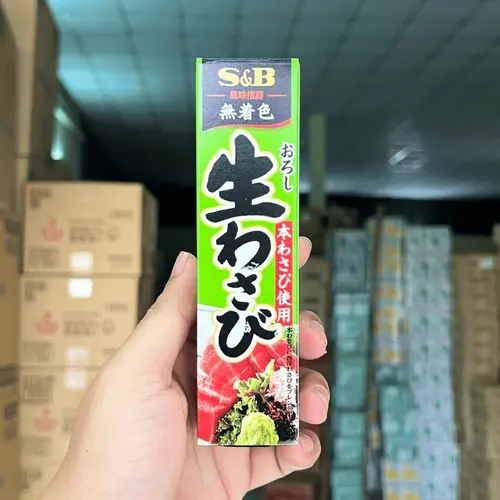 S&B
風味推薦
無着色
おろし
生わさび
本わさび使用